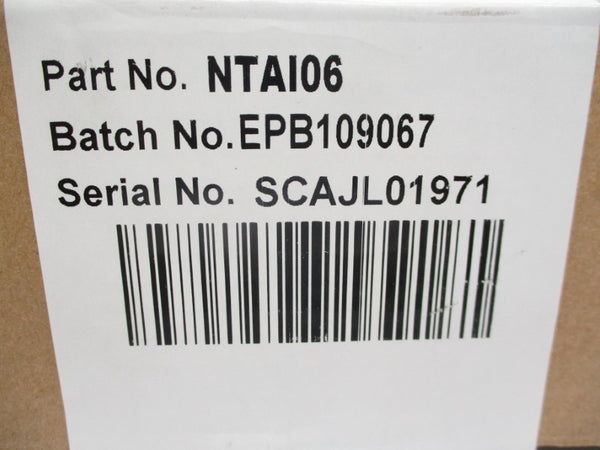 Part No. NTAI06
Batch No.EPB109067
Serial No. SCAJL01971